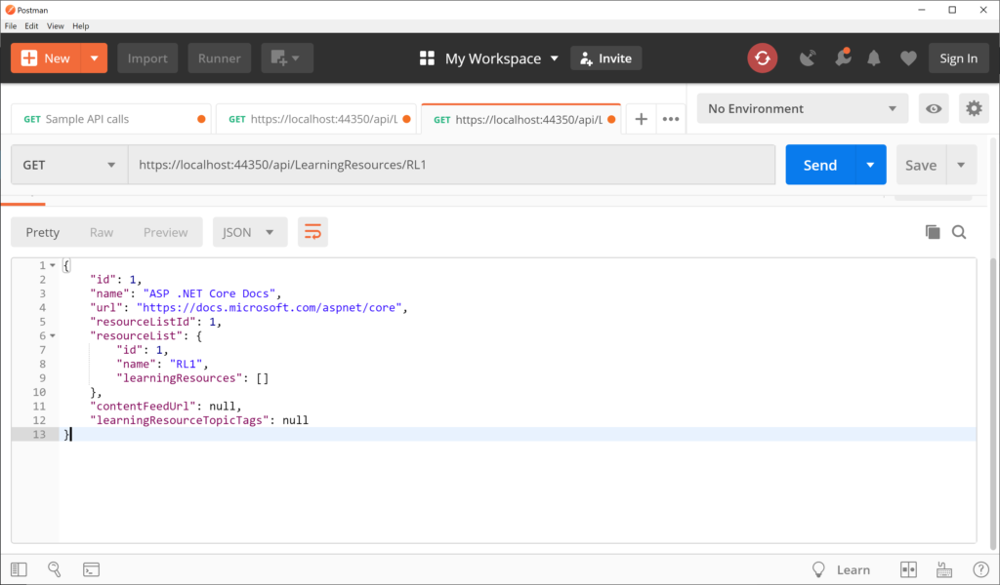 Postman
File Edit View Help
New Import Runner My Workspace Invite Sign In
GET Sample API calls GET https://localhost:44350/api/L GET https://localhost:44350/api/L No Environment
GET https://localhost:44350/api/LearningResources/RL1 Send Save
Pretty Raw Preview JSON
1 {
2 "id": 1,
3 "name": "ASP .NET Core Docs",
4 "url": "https://docs.microsoft.com/aspnet/core",
5 "resourceListId": 1,
6 "resourceList": {
7 "id": 1,
8 "name": "RL1",
9 "learningResources": []
10 },
11 "contentFeedUrl": null,
12 "learningResourceTopicTags": null
13 }
Learn